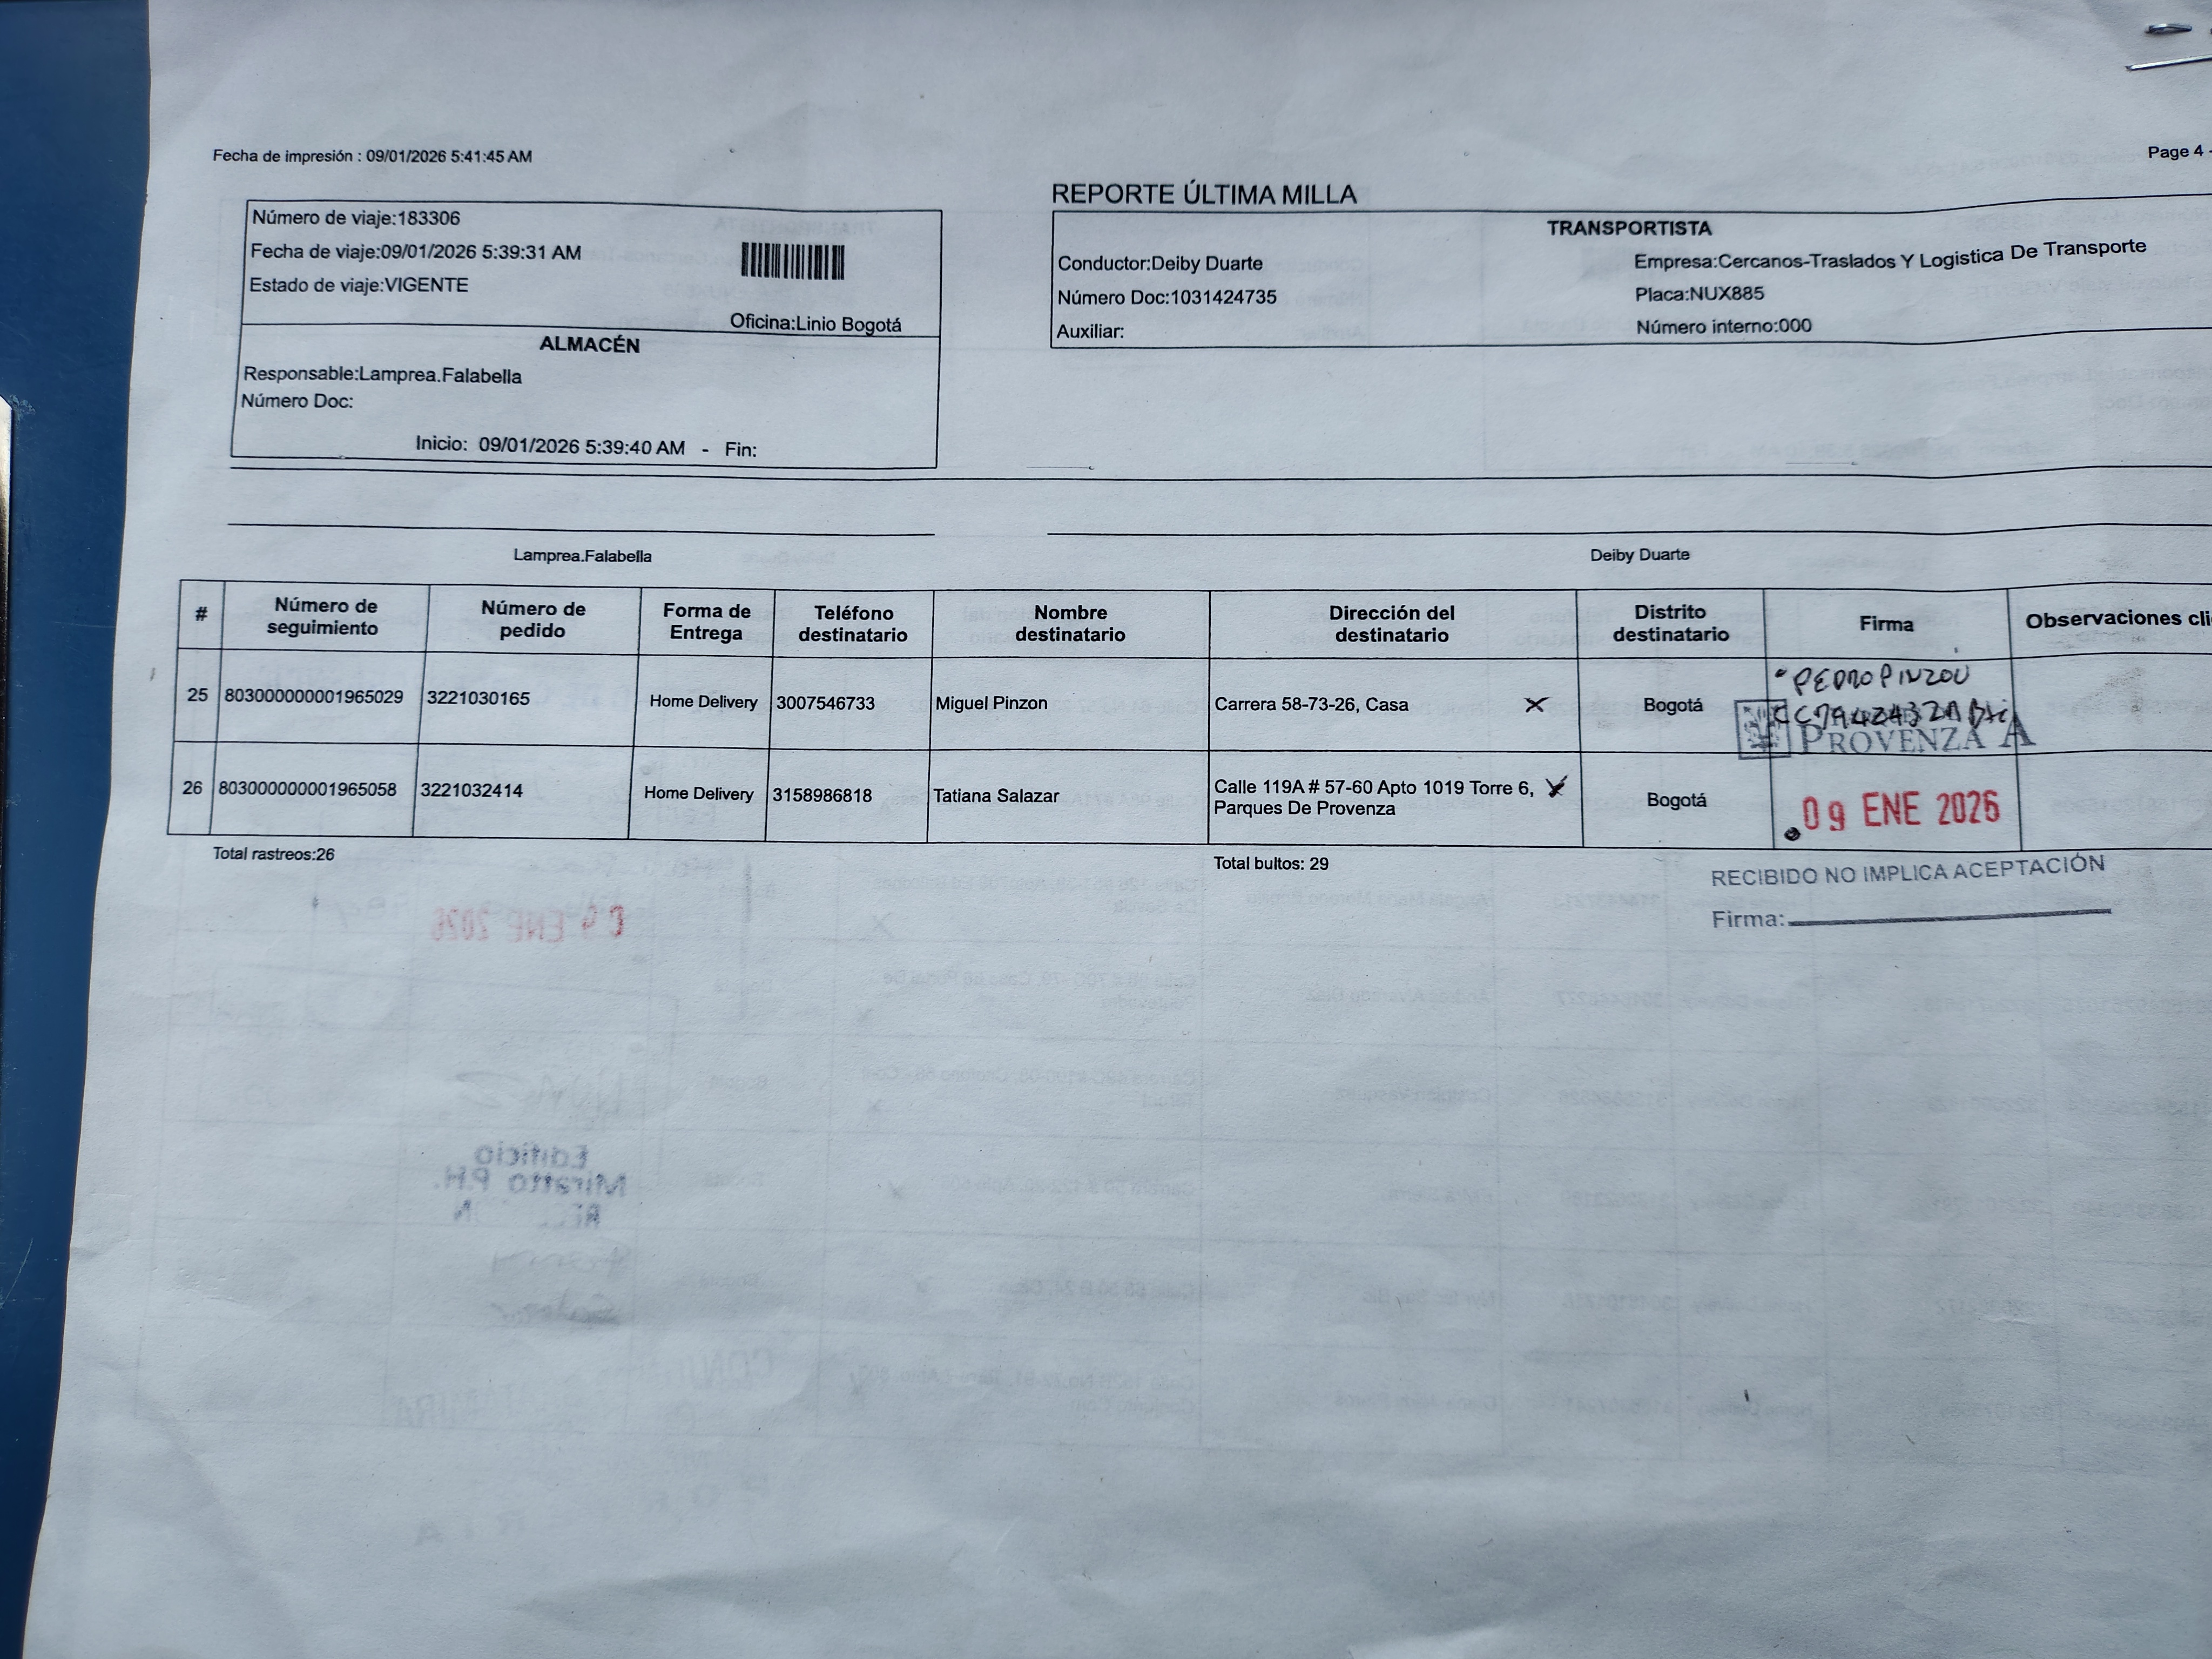 Fecha de impresión : 09/01/2026 5:41:45 AM
Page 4
REPORTE ÚLTIMA MILLA
Número de viaje:183306
Fecha de viaje:09/01/2026 5:39:31 AM
Estado de viaje:VIGENTE
Oficina:Linio Bogotá
ALMACÉN
Responsable:Lamprea.Falabella
Número Doc:
Inicio: 09/01/2026 5:39:40 AM - Fin:
TRANSPORTISTA
Conductor:Deiby Duarte
Empresa:Cercanos-Traslados Y Logistica De Transporte
Número Doc:1031424735
Placa:NUX885
Auxiliar:
Número interno:000
Lamprea.Falabella
Deiby Duarte
# Número de seguimiento Número de pedido Forma de Entrega Teléfono destinatario Nombre destinatario Dirección del destinatario Distrito destinatario Firma Observaciones
25 803000000001965029 3221030165 Home Delivery 3007546733 Miguel Pinzon Carrera 58-73-26, Casa Bogotá
PEDRO PINZON
PROVENZA A
26 803000000001965058 3221032414 Home Delivery 3158986818 Tatiana Salazar Calle 119A # 57-60 Apto 1019 Torre 6,
Parques De Provenza
Bogotá
09 ENE 2026
Total rastreos:26
Total bultos: 29
RECIBIDO NO IMPLICA ACEPTACIÓN
Firma:
Edificio
Miratto P.H.